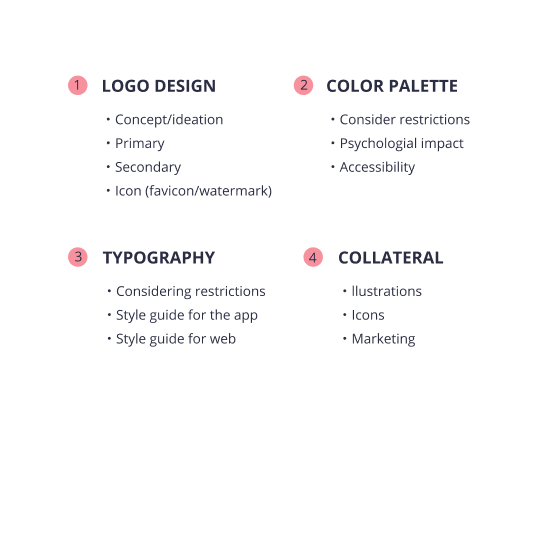 1 LOGO DESIGN
• Concept/ideation
• Primary
• Secondary
• Icon (favicon/watermark)
2 COLOR PALETTE
• Consider restrictions
• Psychologial impact
• Accessibility
3 TYPOGRAPHY
• Considering restrictions
• Style guide for the app
• Style guide for web
4 COLLATERAL
• llustrations
• Icons
• Marketing